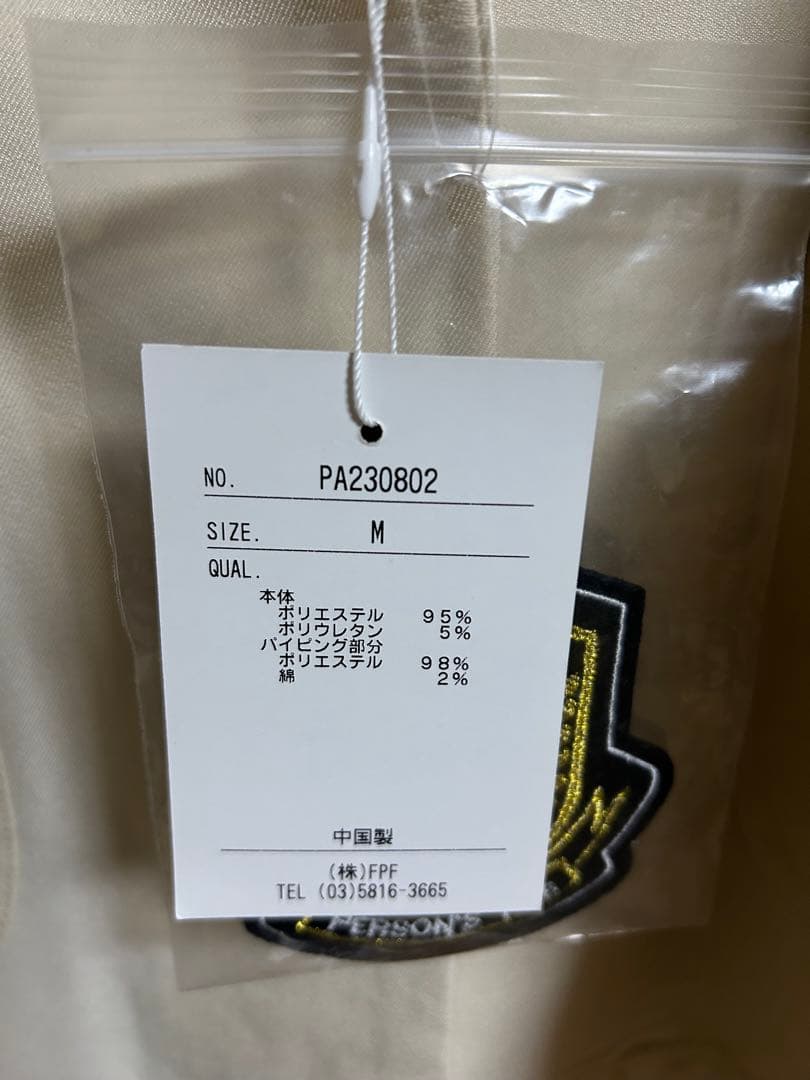 NO. PA230802
SIZE. M
QUAL.
本体
ポリエステル 95%
ポリウレタン 5%
パイピング部分
ポリエステル 98%
綿 2%
中国製
(株)FPF
TEL (03)5816-3665
PERSON'S